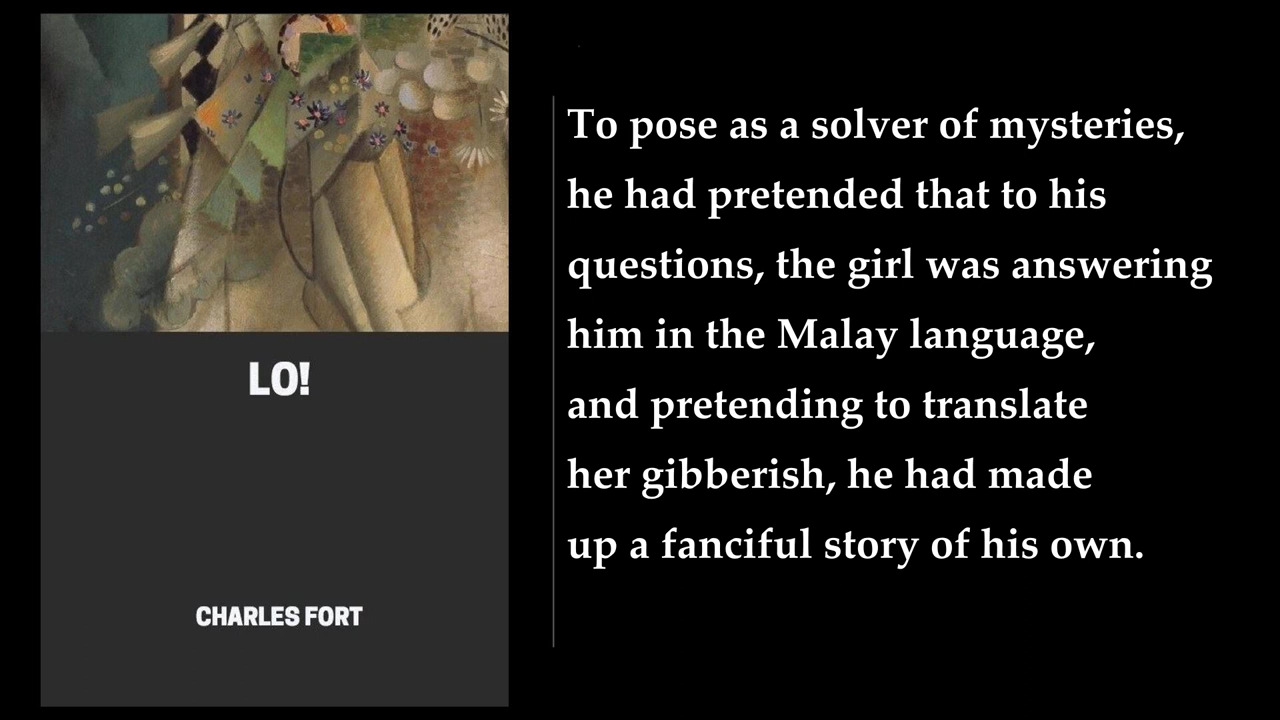 LO!
CHARLES FORT
To pose as a solver of mysteries,
he had pretended that to his
questions, the girl was answering
him in the Malay language,
and pretending to translate
her gibberish, he had made
up a fanciful story of his own.